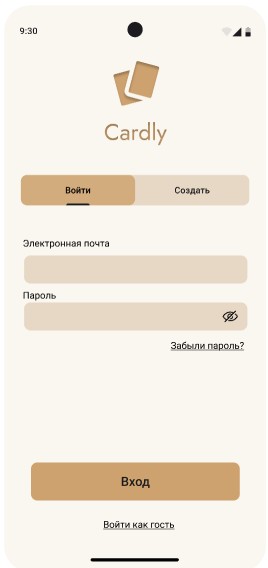 9:30
Cardly
Войти
Создать
Электронная почта
Пароль
Забыли пароль?
Вход
Войти как гость